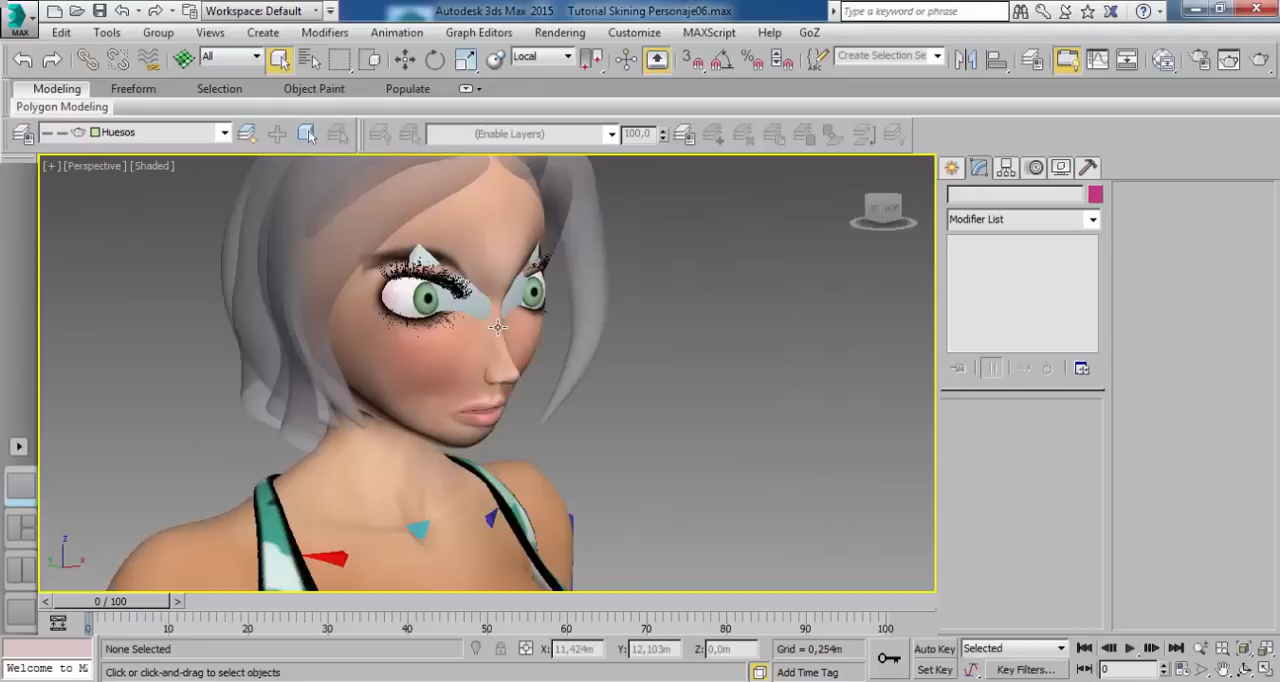 Workspace: Default
Autodesk 3ds Max 2015 Tutorial Skining Personaje06.max
Type a keyword or phrase
MAX
Edit Tools Group Views Create Modifiers Animation Graph Editors Rendering Customize MAXScript Help GoZ
All
Local
Create Selection Se
Modeling Freeform Selection Object Paint Populate
Polygon Modeling
Huesos
(Enable Layers)
100,0
[+] [Perspective] [Shaded]
Modifier List
0 / 100
0 10 20 30 40 50 60 70 80 90 100
None Selected
X: 11,424m Y: 12,103m Z: 0,0m
Grid = 0,254m
Auto Key
Selected
Welcome to M
Click or click-and-drag to select objects
Add Time Tag
Set Key
Key Filters...
0